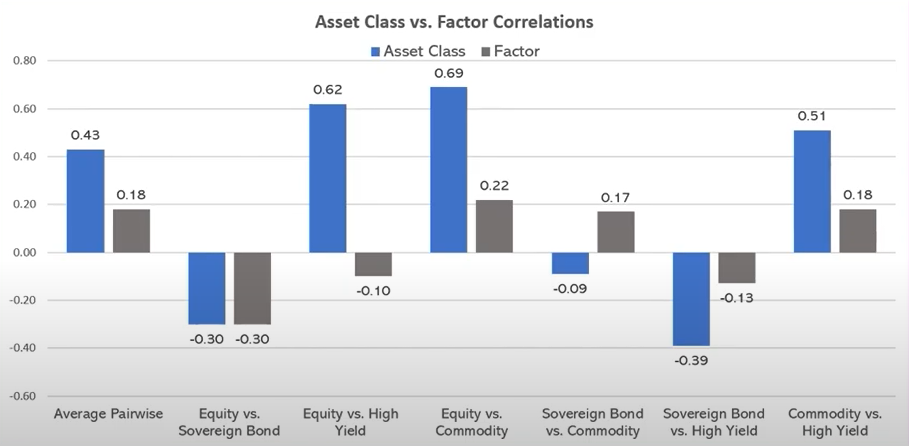 Asset Class vs. Factor Correlations
Asset Class Factor
0.80
0.60
0.40
0.20
0.00
-0.20
-0.40
-0.60
0.43
0.18
-0.30
-0.30
0.62
-0.10
0.69
0.22
-0.09
0.17
-0.39
-0.13
0.51
0.18
Average Pairwise
Equity vs.
Sovereign Bond
Equity vs. High
Yield
Equity vs.
Commodity
Sovereign Bond
vs. Commodity
Sovereign Bond
vs. High Yield
Commodity vs.
High Yield